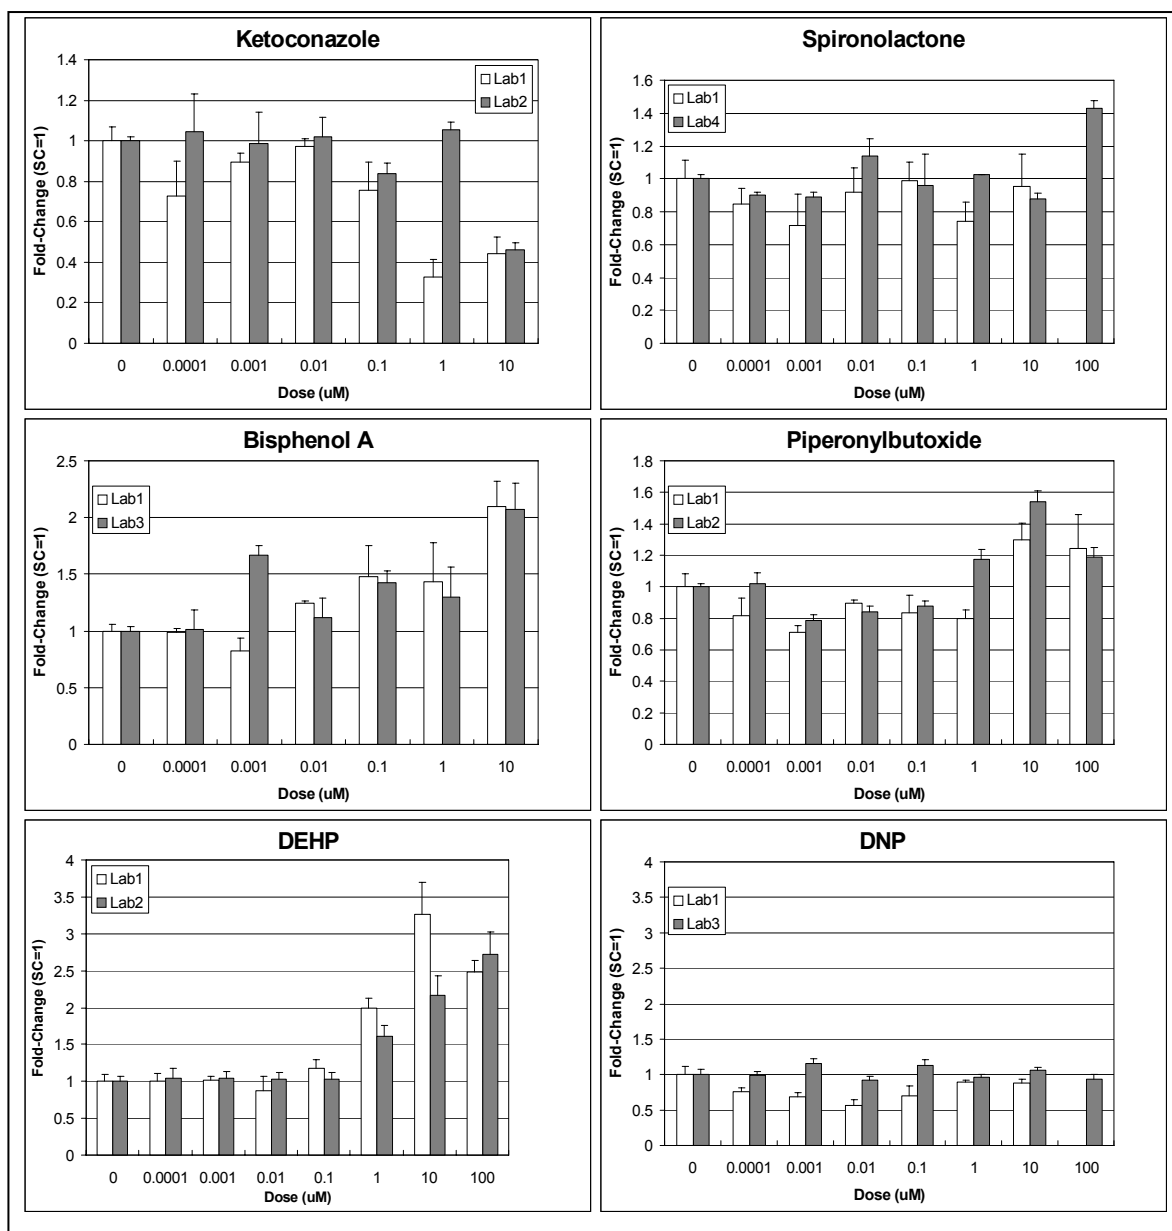 Ketoconazole
Fold-Change (SC=1)
1.4
1.2
1
0.8
0.6
0.4
0.2
0
Lab1
Lab2
0 0.0001 0.001 0.01 0.1 1 10
Dose (uM)
Spironolactone
Fold-Change (SC=1)
1.6
1.4
1.2
1
0.8
0.6
0.4
0.2
0
Lab1
Lab4
0 0.0001 0.001 0.01 0.1 1 10 100
Dose (uM)
Bisphenol A
Fold-Change (SC=1)
2.5
2
1.5
1
0.5
0
Lab1
Lab3
0 0.0001 0.001 0.01 0.1 1 10
Dose (uM)
Piperonylbutoxide
Fold-Change (SC=1)
1.8
1.6
1.4
1.2
1
0.8
0.6
0.4
0.2
0
Lab1
Lab2
0 0.0001 0.001 0.01 0.1 1 10 100
Dose (uM)
DEHP
Fold-Change (SC=1)
4
3.5
3
2.5
2
1.5
1
0.5
0
Lab1
Lab2
0 0.0001 0.001 0.01 0.1 1 10 100
Dose (uM)
DNP
Fold-Change (SC=1)
4
3.5
3
2.5
2
1.5
1
0.5
0
Lab1
Lab3
0 0.0001 0.001 0.01 0.1 1 10 100
Dose (uM)